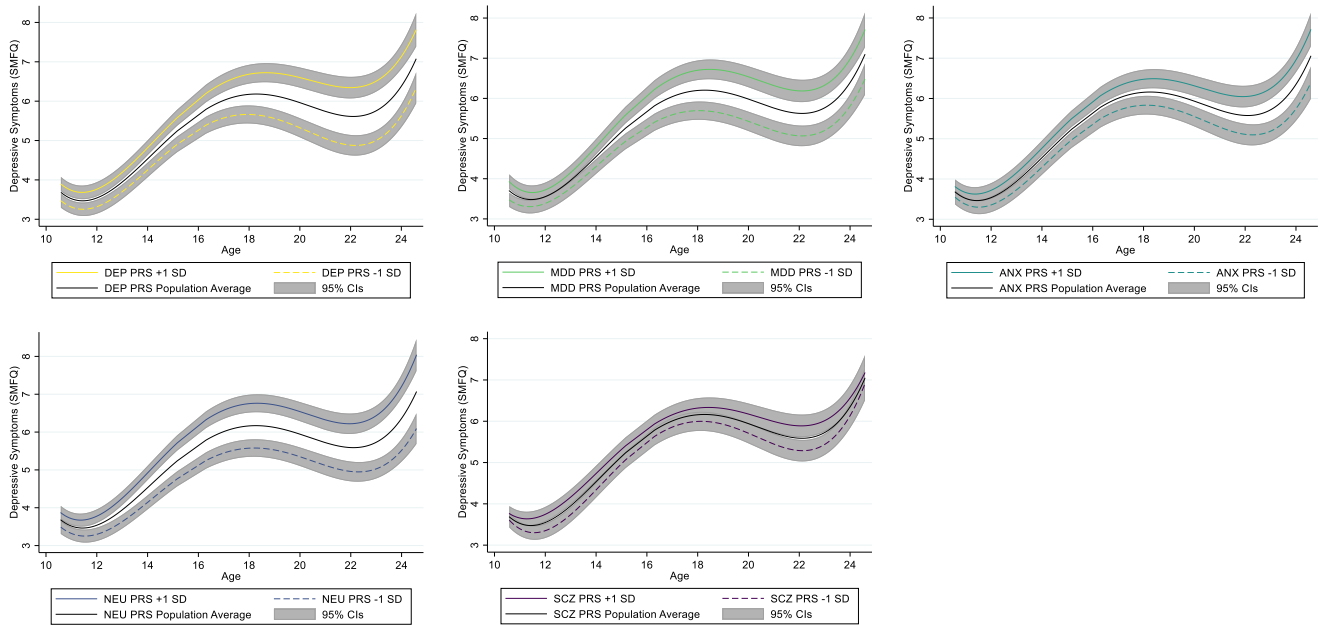 Depressive Symptoms (SMFQ)
8
7
6
5
4
3
10 12 14 16 18 20 22 24
Age
DEP PRS +1 SD DEP PRS -1 SD
DEP PRS Population Average 95% CIs
Depressive Symptoms (SMFQ)
8
7
6
5
4
3
10 12 14 16 18 20 22 24
Age
MDD PRS +1 SD MDD PRS -1 SD
MDD PRS Population Average 95% CIs
Depressive Symptoms (SMFQ)
8
7
6
5
4
3
10 12 14 16 18 20 22 24
Age
ANX PRS +1 SD ANX PRS -1 SD
ANX PRS Population Average 95% CIs
Depressive Symptoms (SMFQ)
8
7
6
5
4
3
10 12 14 16 18 20 22 24
Age
NEU PRS +1 SD NEU PRS -1 SD
NEU PRS Population Average 95% CIs
Depressive Symptoms (SMFQ)
8
7
6
5
4
3
10 12 14 16 18 20 22 24
Age
SCZ PRS +1 SD SCZ PRS -1 SD
SCZ PRS Population Average 95% CIs